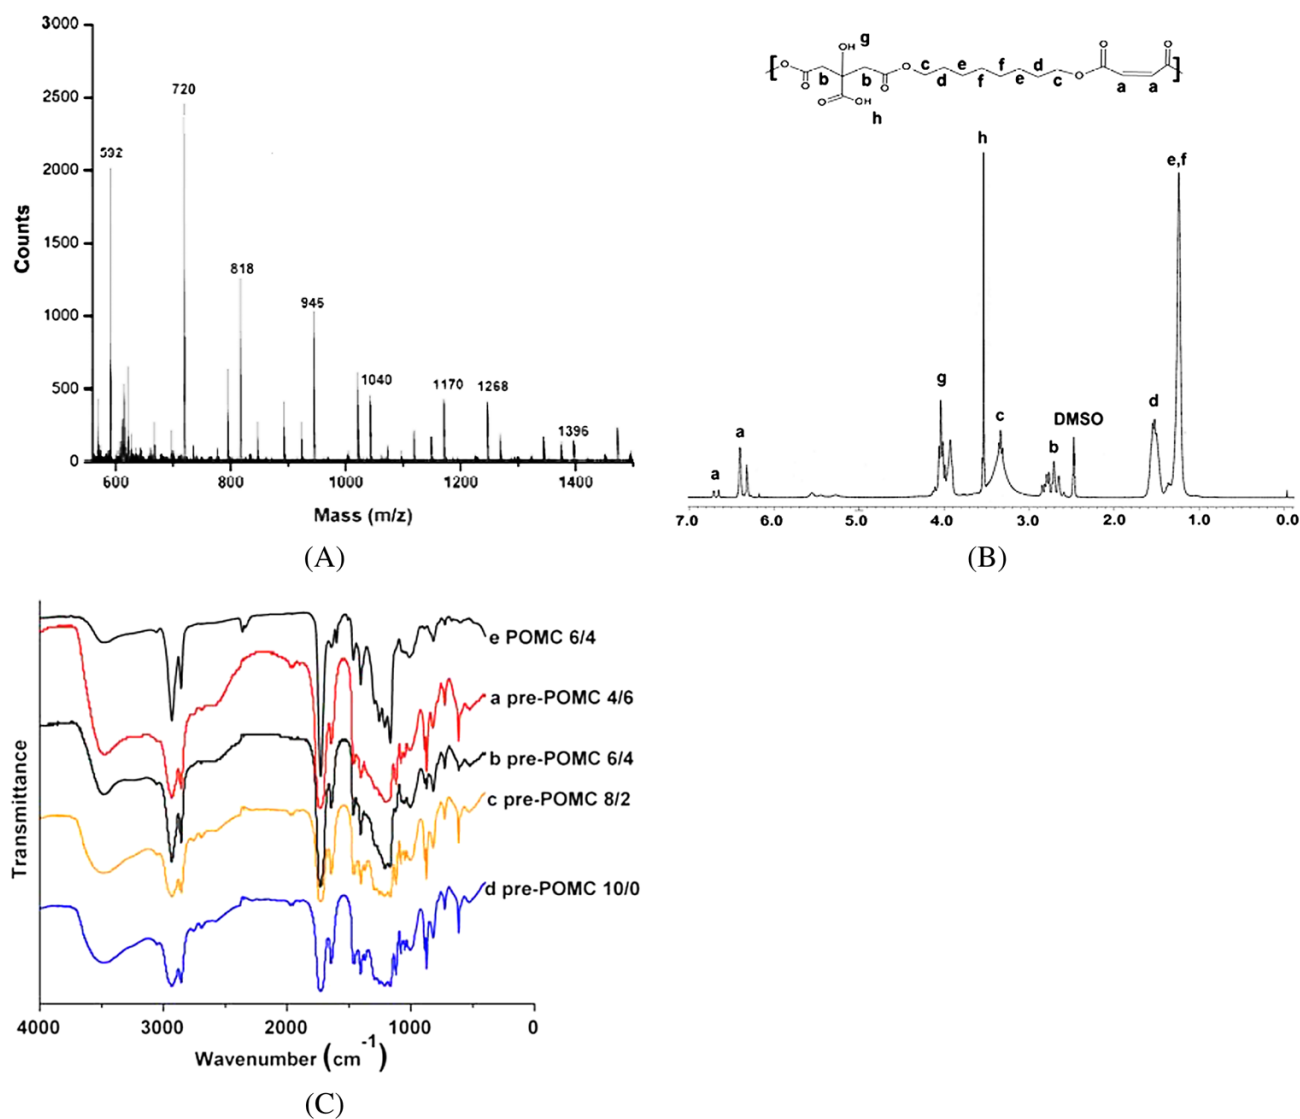 3000
2500
2000
1500
1000
500
0
Counts
592
720
818
945
1040
1170
1268
1396
600
800
1000
1200
1400
Mass (m/z)
(A)
OH g
O O O O O O
b b c d e f f e d c a a
O O OH O O O
h
h
e,f
g
a
a
c
b
DMSO
d
7.0 6.0 5.0 4.0 3.0 2.0 1.0 0.0
(B)
Transmittance
e POMC 6/4
a pre-POMC 4/6
b pre-POMC 6/4
c pre-POMC 8/2
d pre-POMC 10/0
4000 3000 2000 1000 0
Wavenumber (cm⁻¹)
(C)